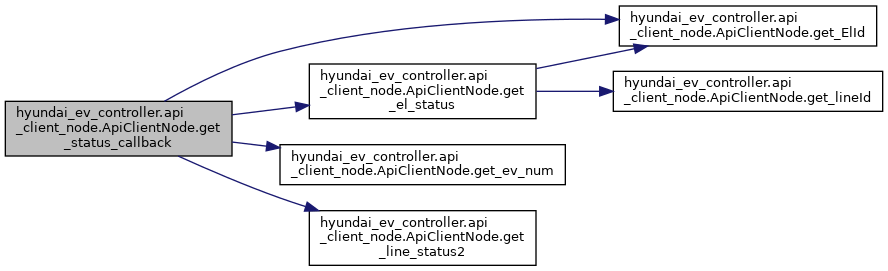 hyundai_ev_controller.api
_client_node.ApiClientNode.get
_status_callback
hyundai_ev_controller.api
_client_node.ApiClientNode.get_ElId
hyundai_ev_controller.api
_client_node.ApiClientNode.get
_el_status
hyundai_ev_controller.api
_client_node.ApiClientNode.get_lineId
hyundai_ev_controller.api
_client_node.ApiClientNode.get_ev_num
hyundai_ev_controller.api
_client_node.ApiClientNode.get
_line_status2